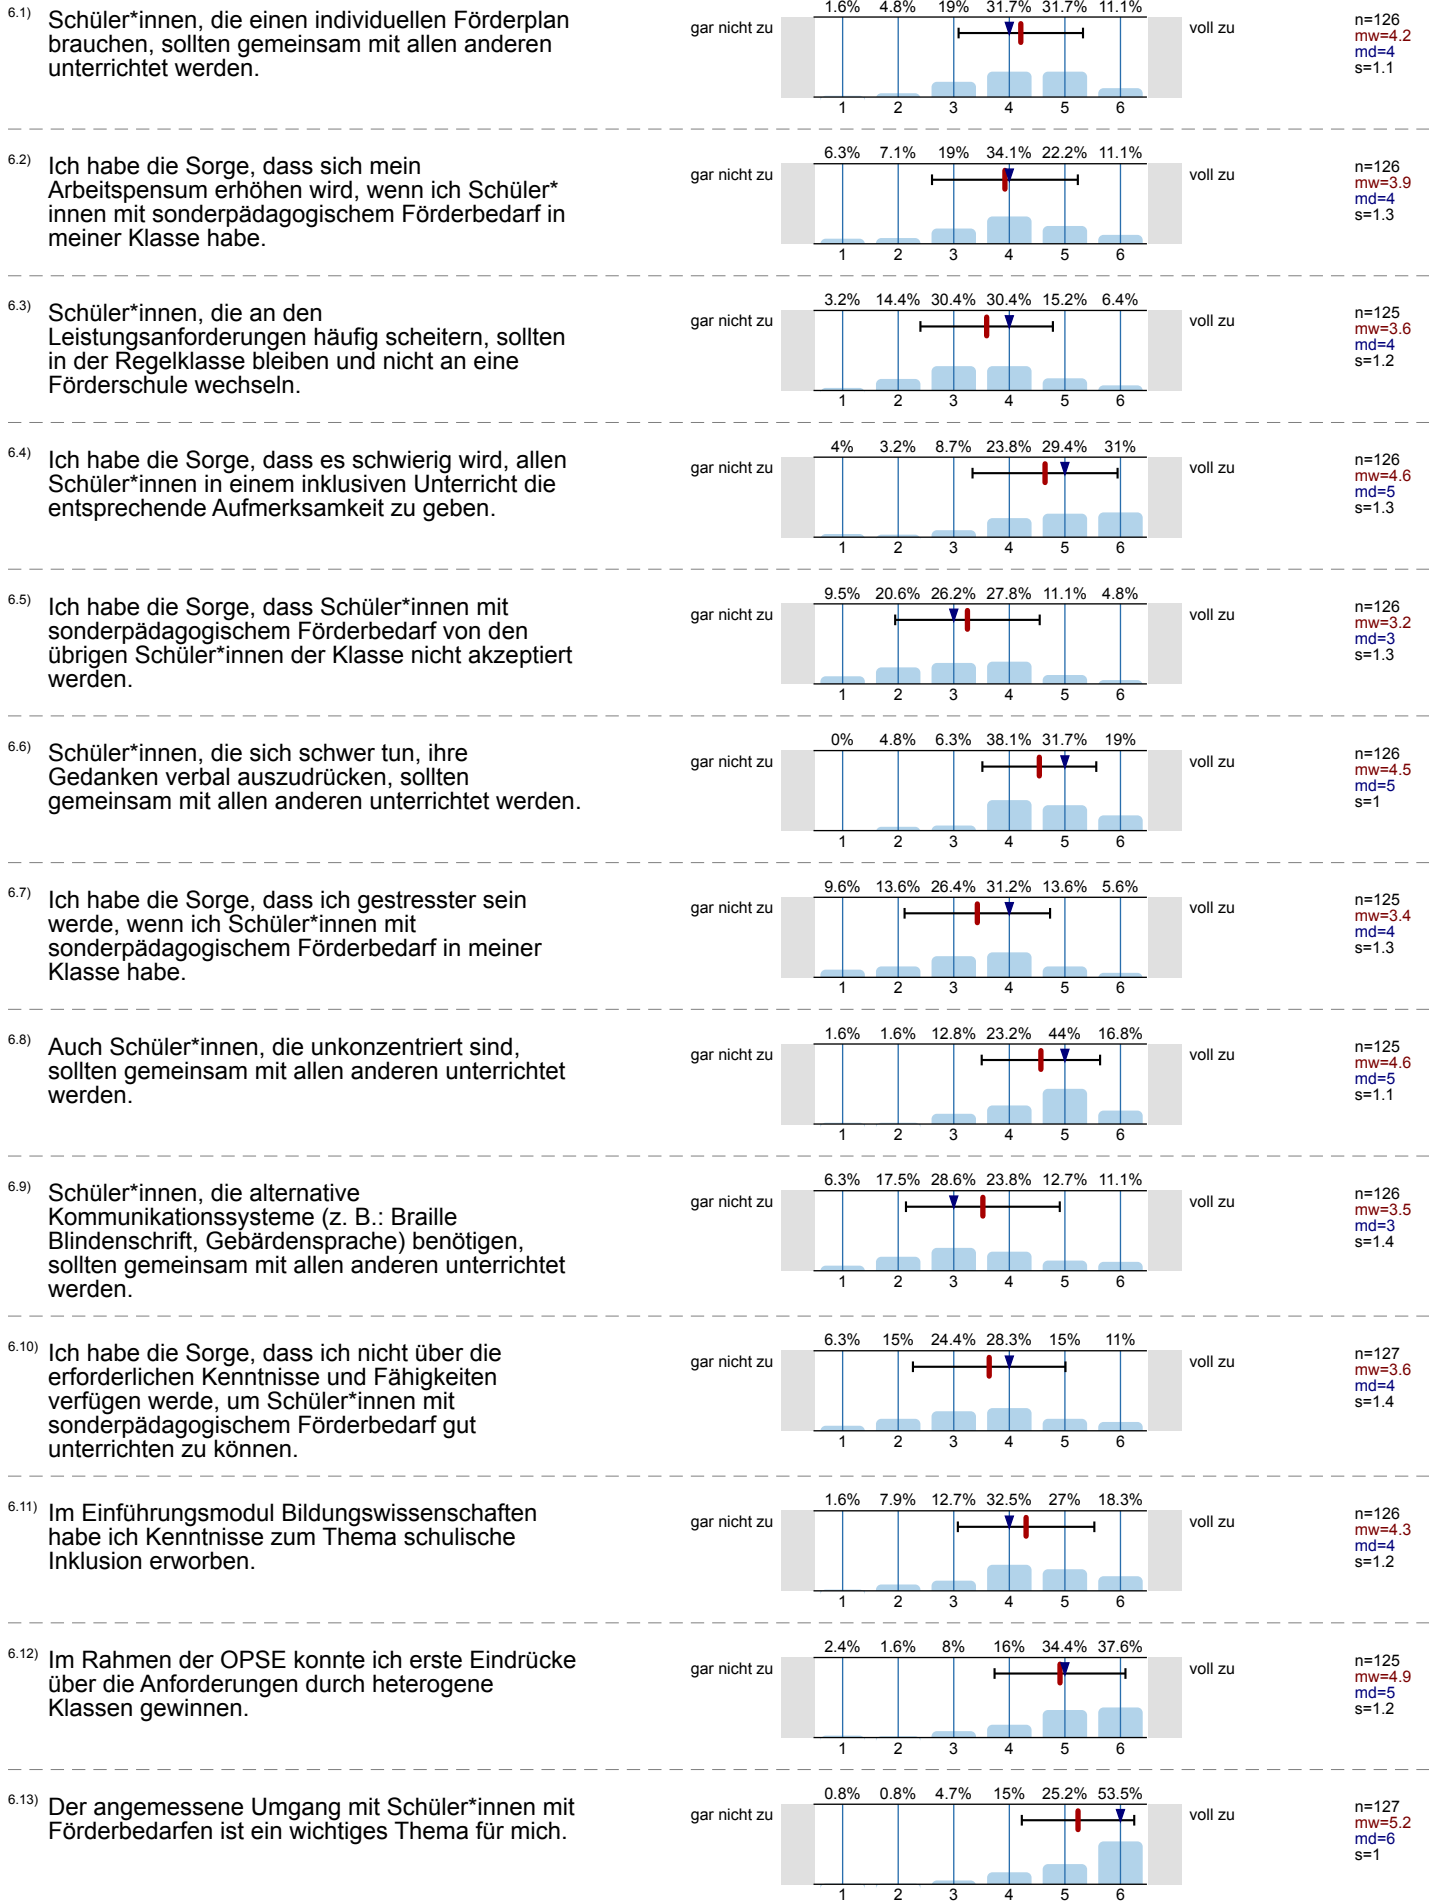 6.1) Schüler*innen, die einen individuellen Förderplan
brauchen, sollten gemeinsam mit allen anderen
unterrichtet werden.
gar nicht zu
1.6% 4.8% 19% 31.7% 31.7% 11.1%
1 2 3 4 5 6
voll zu
n=126
mw=4.2
md=4
s=1.1
6.2) Ich habe die Sorge, dass sich mein
Arbeitspensum erhöhen wird, wenn ich Schüler*
innen mit sonderpädagogischem Förderbedarf in
meiner Klasse habe.
gar nicht zu
6.3% 7.1% 19% 34.1% 22.2% 11.1%
1 2 3 4 5 6
voll zu
n=126
mw=3.9
md=4
s=1.3
6.3) Schüler*innen, die an den
Leistungsanforderungen häufig scheitern, sollten
in der Regelklasse bleiben und nicht an eine
Förderschule wechseln.
gar nicht zu
3.2% 14.4% 30.4% 30.4% 15.2% 6.4%
1 2 3 4 5 6
voll zu
n=125
mw=3.6
md=4
s=1.2
6.4) Ich habe die Sorge, dass es schwierig wird, allen
Schüler*innen in einem inklusiven Unterricht die
entsprechende Aufmerksamkeit zu geben.
gar nicht zu
4% 3.2% 8.7% 23.8% 29.4% 31%
1 2 3 4 5 6
voll zu
n=126
mw=4.6
md=5
s=1.3
6.5) Ich habe die Sorge, dass Schüler*innen mit
sonderpädagogischem Förderbedarf von den
übrigen Schüler*innen der Klasse nicht akzeptiert
werden.
gar nicht zu
9.5% 20.6% 26.2% 27.8% 11.1% 4.8%
1 2 3 4 5 6
voll zu
n=126
mw=3.2
md=3
s=1.3
6.6) Schüler*innen, die sich schwer tun, ihre
Gedanken verbal auszudrücken, sollten
gemeinsam mit allen anderen unterrichtet werden.
gar nicht zu
0% 4.8% 6.3% 38.1% 31.7% 19%
1 2 3 4 5 6
voll zu
n=126
mw=4.5
md=5
s=1
6.7) Ich habe die Sorge, dass ich gestresster sein
werde, wenn ich Schüler*innen mit
sonderpädagogischem Förderbedarf in meiner
Klasse habe.
gar nicht zu
9.6% 13.6% 26.4% 31.2% 13.6% 5.6%
1 2 3 4 5 6
voll zu
n=125
mw=3.4
md=4
s=1.3
6.8) Auch Schüler*innen, die unkonzentriert sind,
sollten gemeinsam mit allen anderen unterrichtet
werden.
gar nicht zu
1.6% 1.6% 12.8% 23.2% 44% 16.8%
1 2 3 4 5 6
voll zu
n=125
mw=4.6
md=5
s=1.1
6.9) Schüler*innen, die alternative
Kommunikationssysteme (z. B.: Braille
Blindenschrift, Gebärdensprache) benötigen,
sollten gemeinsam mit allen anderen unterrichtet
werden.
gar nicht zu
6.3% 17.5% 28.6% 23.8% 12.7% 11.1%
1 2 3 4 5 6
voll zu
n=126
mw=3.5
md=3
s=1.4
6.10) Ich habe die Sorge, dass ich nicht über die
erforderlichen Kenntnisse und Fähigkeiten
verfügen werde, um Schüler*innen mit
sonderpädagogischem Förderbedarf gut
unterrichten zu können.
gar nicht zu
6.3% 15% 24.4% 28.3% 15% 11%
1 2 3 4 5 6
voll zu
n=127
mw=3.6
md=4
s=1.4
6.11) Im Einführungsmodul Bildungswissenschaften
habe ich Kenntnisse zum Thema schulische
Inklusion erworben.
gar nicht zu
1.6% 7.9% 12.7% 32.5% 27% 18.3%
1 2 3 4 5 6
voll zu
n=126
mw=4.3
md=4
s=1.2
6.12) Im Rahmen der OPSE konnte ich erste Eindrücke
über die Anforderungen durch heterogene
Klassen gewinnen.
gar nicht zu
2.4% 1.6% 8% 16% 34.4% 37.6%
1 2 3 4 5 6
voll zu
n=125
mw=4.9
md=5
s=1.2
6.13) Der angemessene Umgang mit Schüler*innen mit
Förderbedarfen ist ein wichtiges Thema für mich.
gar nicht zu
0.8% 0.8% 4.7% 15% 25.2% 53.5%
1 2 3 4 5 6
voll zu
n=127
mw=5.2
md=6
s=1